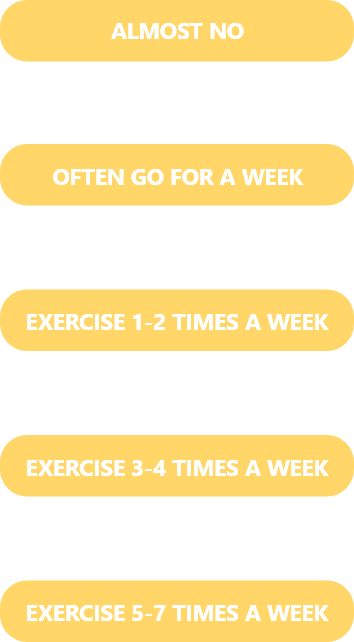 ALMOST NO
OFTEN GO FOR A WEEK
EXERCISE 1-2 TIMES A WEEK
EXERCISE 3-4 TIMES A WEEK
EXERCISE 5-7 TIMES A WEEK